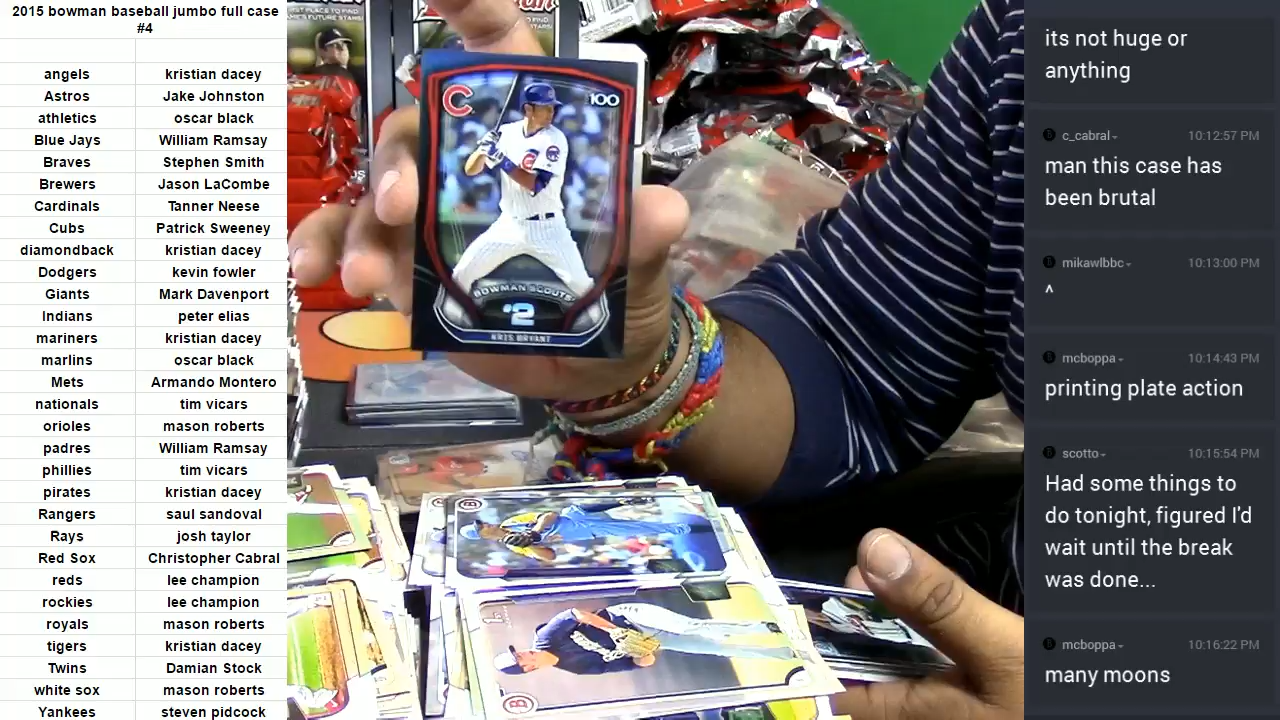 2015 bowman baseball jumbo full case
#4
angels kristian dacey
Astros Jake Johnston
athletics oscar black
Blue Jays William Ramsay
Braves Stephen Smith
Brewers Jason LaCombe
Cardinals Tanner Neese
Cubs Patrick Sweeney
diamondback kristian dacey
Dodgers kevin fowler
Giants Mark Davenport
Indians peter elias
mariners kristian dacey
marlins oscar black
Mets Armando Montero
nationals tim vicars
orioles mason roberts
padres William Ramsay
phillies tim vicars
pirates kristian dacey
Rangers saul sandoval
Rays josh taylor
Red Sox Christopher Cabral
reds lee champion
rockies lee champion
royals mason roberts
tigers kristian dacey
Twins Damian Stock
white sox mason roberts
Yankees steven pidcock
C
100
BOWMAN SCOUTS'
#2
KRIS BRYANT
its not huge or
anything
c_cabral 10:12:57 PM
man this case has
been brutal
mikawlbbc 10:13:00 PM
^
mcboppa 10:14:43 PM
printing plate action
scotto 10:15:54 PM
Had some things to
do tonight, figured I'd
wait until the break
was done...
mcboppa 10:16:22 PM
many moons